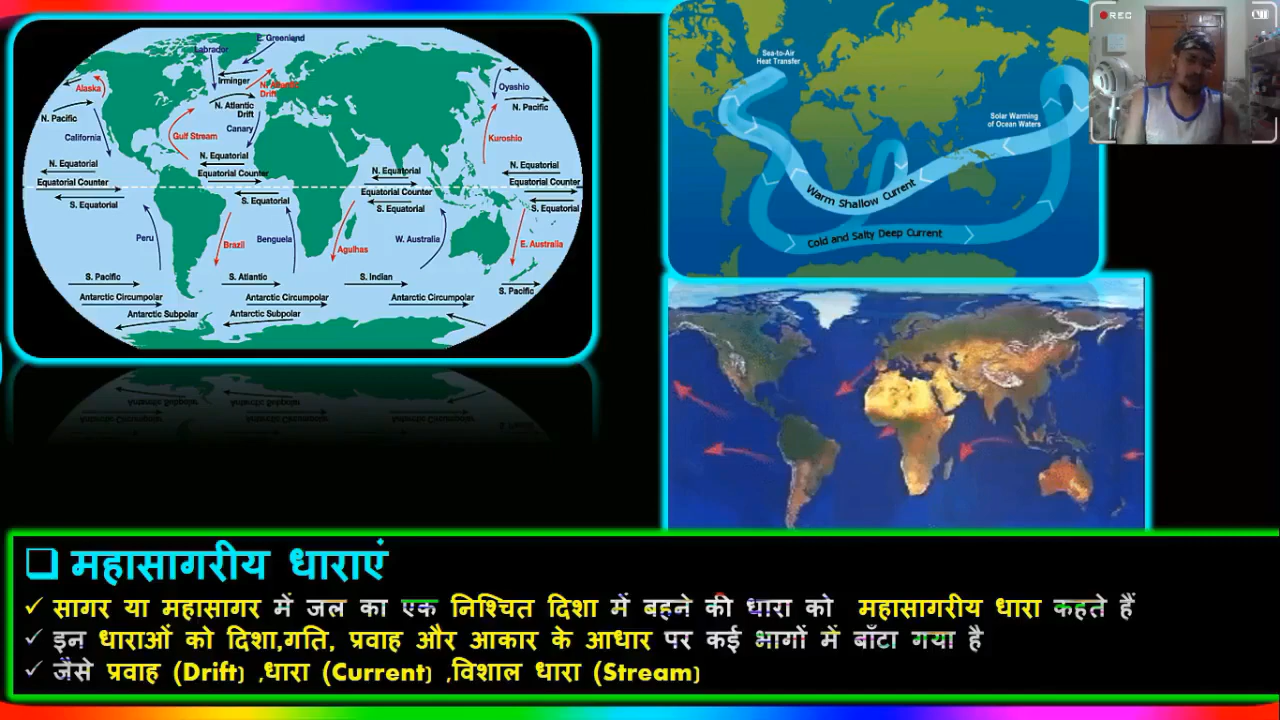 Labrador
E. Greenland
Irminger
N. Atlantic Drift
Alaska
N. Atlantic Drift
Oyashio
N. Pacific
N. Pacific
California
Gulf Stream
Canary
Kuroshio
N. Equatorial
N. Equatorial
N. Equatorial
N. Equatorial
Equatorial Counter
Equatorial Counter
Equatorial Counter
Equatorial Counter
S. Equatorial
S. Equatorial
S. Equatorial
S. Equatorial
Peru
Brazil
Benguela
Agulhas
W. Australia
E. Australia
S. Pacific
S. Atlantic
S. Indian
S. Pacific
Antarctic Circumpolar
Antarctic Circumpolar
Antarctic Circumpolar
Antarctic Subpolar
Antarctic Subpolar
Sea-to-Air
Heat Transfer
Solar Warming
of Ocean Waters
Warm Shallow Current
Cold and Salty Deep Current
REC
महासागरीय धाराएं
सागर या महासागर में जल का एक निश्चित दिशा में बहने की धारा को महासागरीय धारा कहते हैं
इन धाराओं को दिशा,गति, प्रवाह और आकार के आधार पर कई भागों में बाँटा गया है
जैसे प्रवाह (Drift) ,धारा (Current) ,विशाल धारा (Stream)